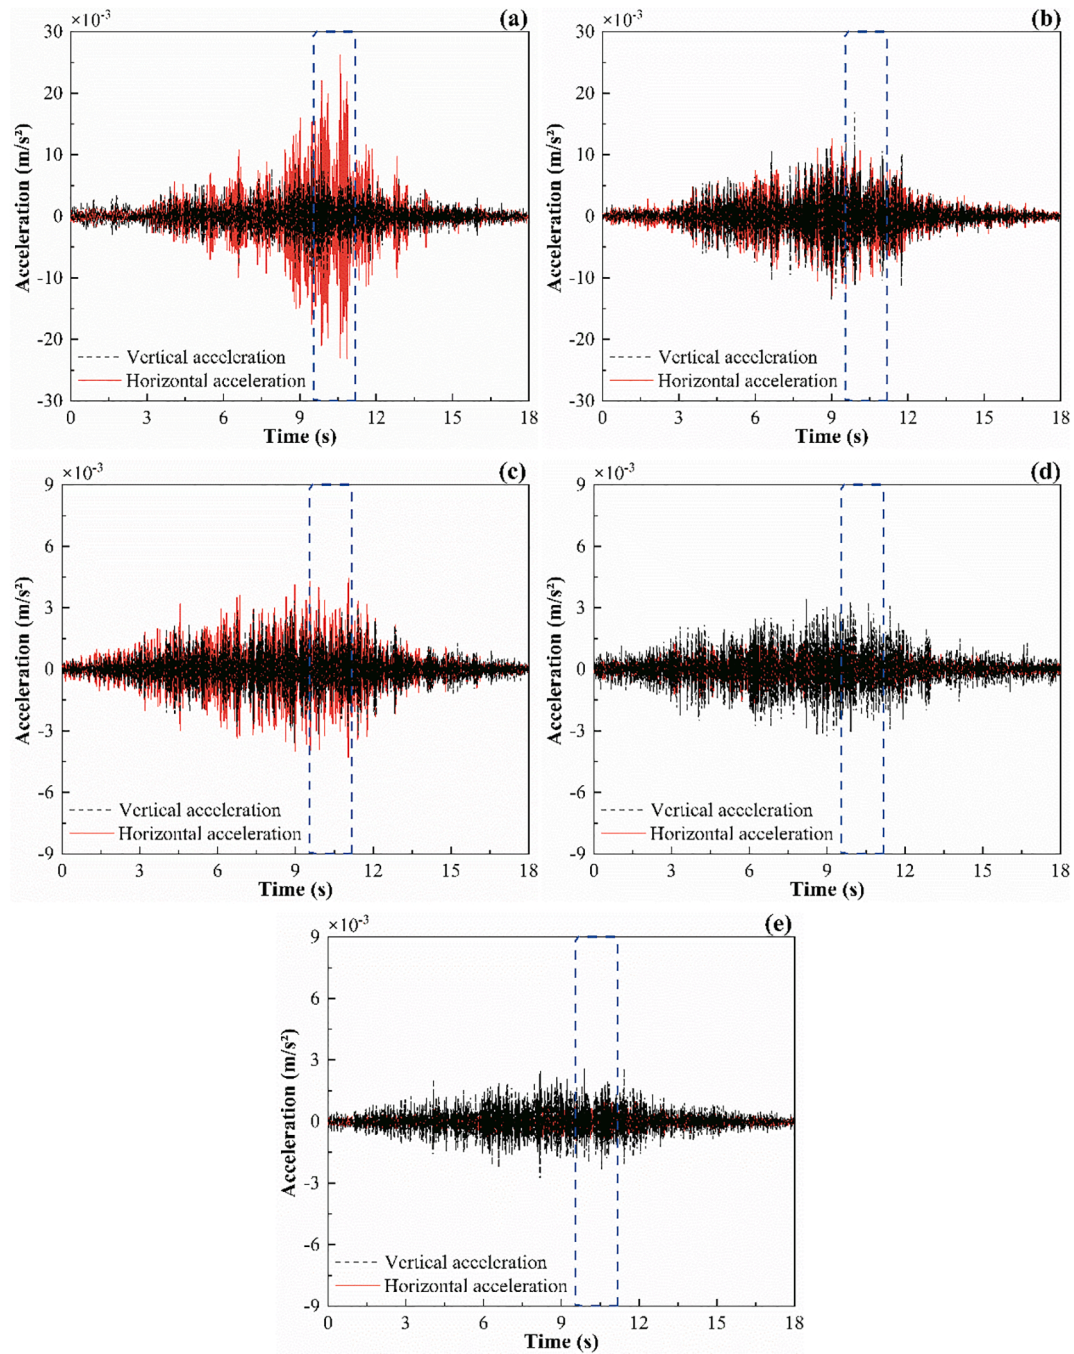 ×10⁻³ (a)
30
20
10
0
-10
-20
-30
Acceleration (m/s²)
Vertical acceleration
Horizontal acceleration
0 3 6 9 12 15 18
Time (s)
×10⁻³ (b)
30
20
10
0
-10
-20
-30
Acceleration (m/s²)
Vertical acceleration
Horizontal acceleration
0 3 6 9 12 15 18
Time (s)
×10⁻³ (c)
9
6
3
0
-3
-6
-9
Acceleration (m/s²)
Vertical acceleration
Horizontal acceleration
0 3 6 9 12 15 18
Time (s)
×10⁻³ (d)
9
6
3
0
-3
-6
-9
Acceleration (m/s²)
Vertical acceleration
Horizontal acceleration
0 3 6 9 12 15 18
Time (s)
×10⁻³ (e)
9
6
3
0
-3
-6
-9
Acceleration (m/s²)
Vertical acceleration
Horizontal acceleration
0 3 6 9 12 15 18
Time (s)